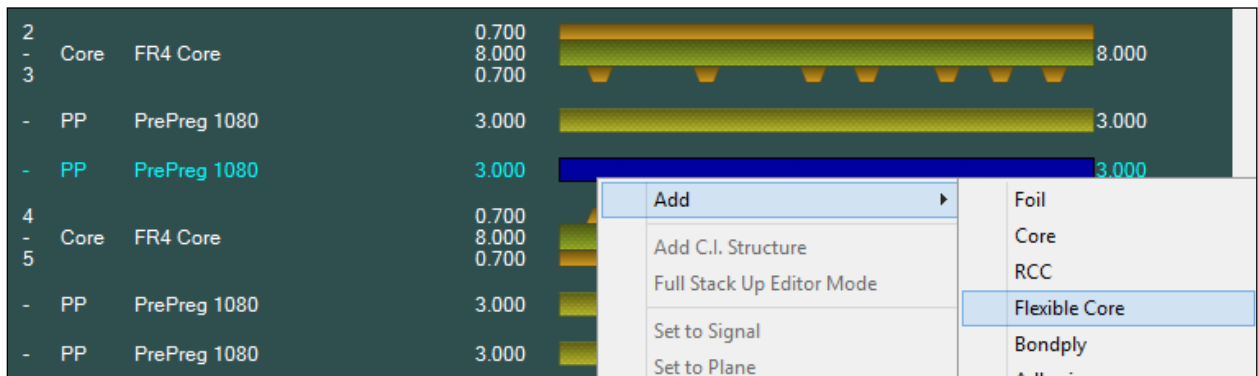 2 0.700
- Core FR4 Core 8.000 8.000
3 0.700
- PP PrePreg 1080 3.000 3.000
- PP PrePreg 1080 3.000 3.000
4 0.700
- Core FR4 Core 8.000
5 0.700
- PP PrePreg 1080 3.000
- PP PrePreg 1080 3.000
Add
Add C.I. Structure
Full Stack Up Editor Mode
Set to Signal
Set to Plane
Foil
Core
RCC
Flexible Core
Bondply